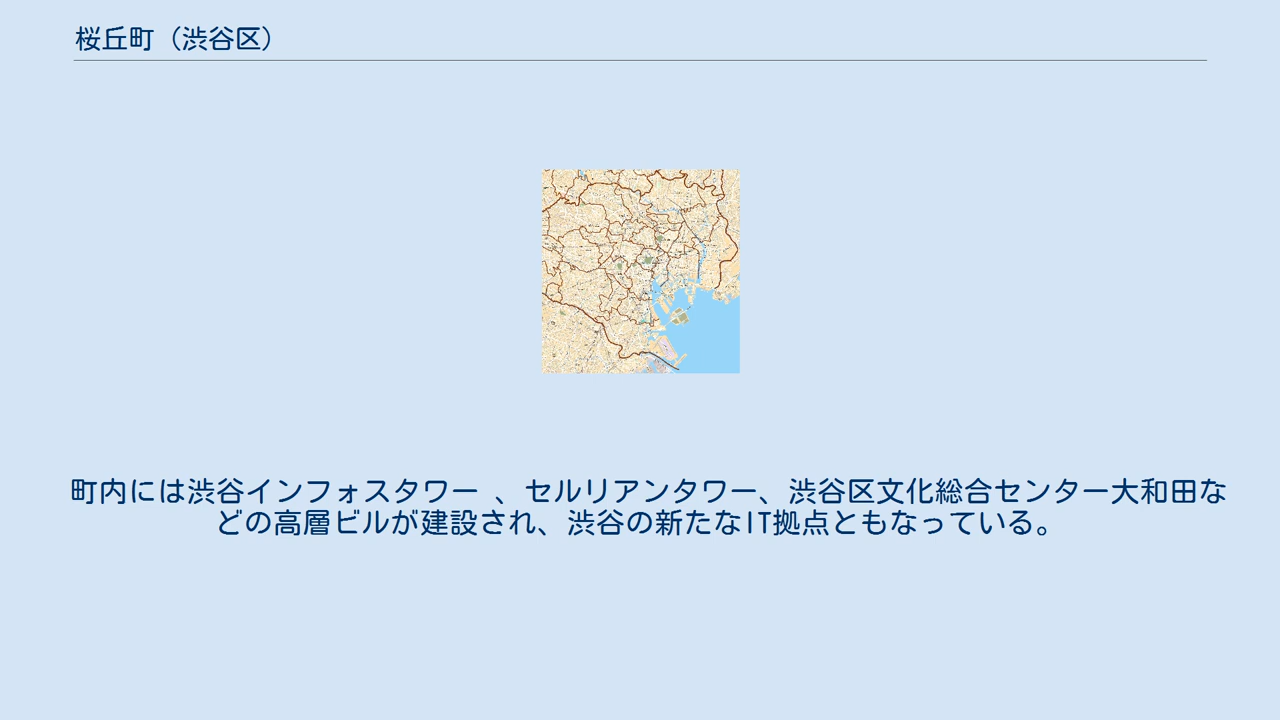 桜丘町（渋谷区）
町内には渋谷インフォスタワー 、セルリアンタワー、渋谷区文化総合センター大和田な
どの高層ビルが建設され、渋谷の新たなIT拠点ともなっている。